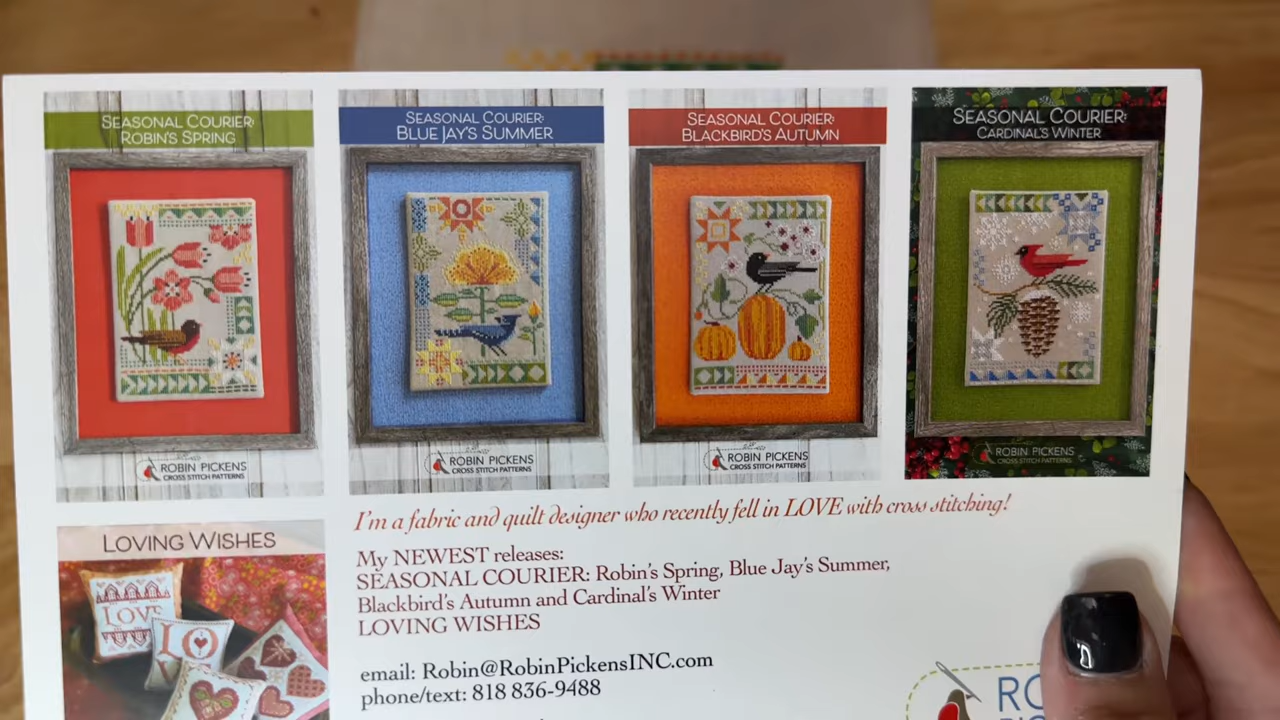 SEASONAL COURIER:
ROBIN'S SPRING
SEASONAL COURIER:
BLUE JAY'S SUMMER
SEASONAL COURIER:
BLACKBIRD'S AUTUMN
SEASONAL COURIER:
CARDINAL'S WINTER
ROBIN PICKENS
CROSS STITCH PATTERNS
ROBIN PICKENS
CROSS STITCH PATTERNS
ROBIN PICKENS
CROSS STITCH PATTERNS
ROBIN PICKENS
CROSS STITCH PATTERNS
LOVING WISHES
LOVE
LO
I'm a fabric and quilt designer who recently fell in LOVE with cross stitching!
My NEWEST releases:
SEASONAL COURIER: Robin's Spring, Blue Jay's Summer,
Blackbird's Autumn and Cardinal's Winter
LOVING WISHES
email: Robin@RobinPickensINC.com
phone/text: 818 836-9488